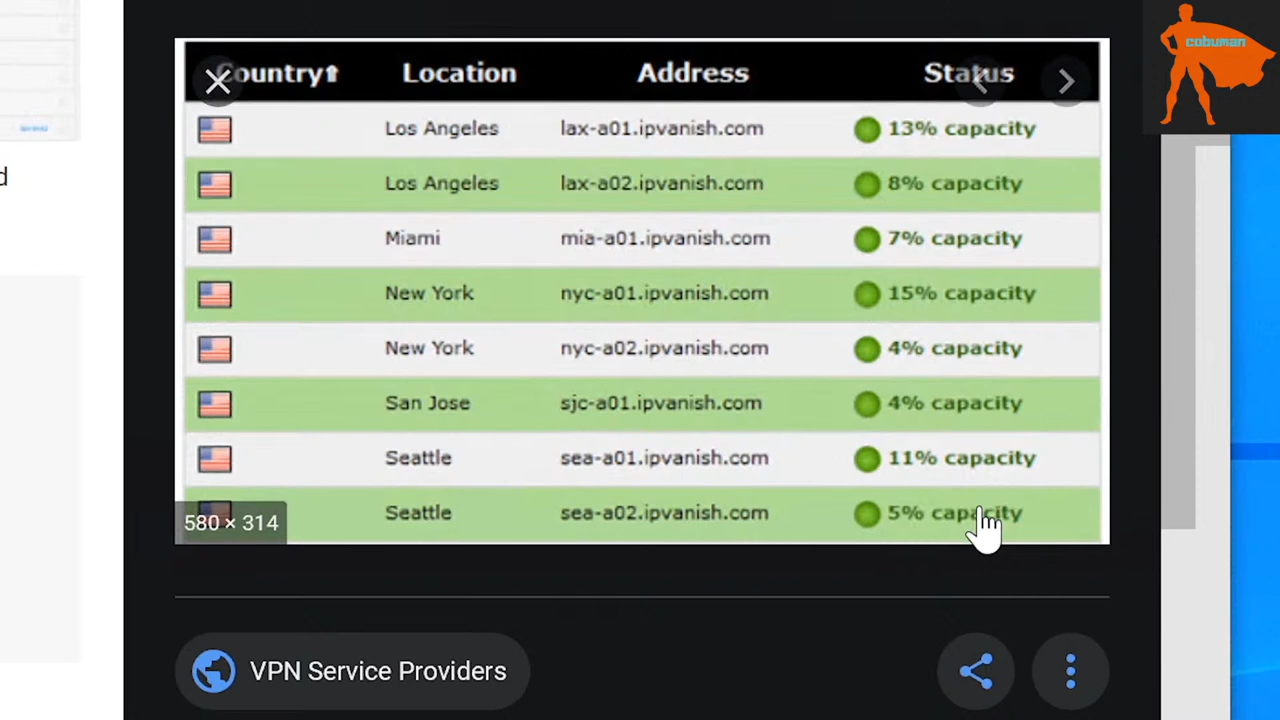 cobuman
Country⬆ Location Address Status
Los Angeles lax-a01.ipvanish.com 13% capacity
Los Angeles lax-a02.ipvanish.com 8% capacity
Miami mia-a01.ipvanish.com 7% capacity
New York nyc-a01.ipvanish.com 15% capacity
New York nyc-a02.ipvanish.com 4% capacity
San Jose sjc-a01.ipvanish.com 4% capacity
Seattle sea-a01.ipvanish.com 11% capacity
Seattle sea-a02.ipvanish.com 5% capacity
580 × 314
d
VPN Service Providers